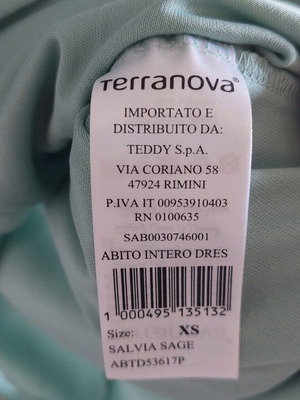 Terranova®
IMPORTATO E
DISTRIBUITO DA:
TEDDY S.p.A.
VIA CORIANO 58
47924 RIMINI
P.IVA IT 00953910403
RN 0100635
SAB0030746001
ABITO INTERO DRES
1 000495 135132
Size: XS
SALVIA SAGE
ABTD53617P